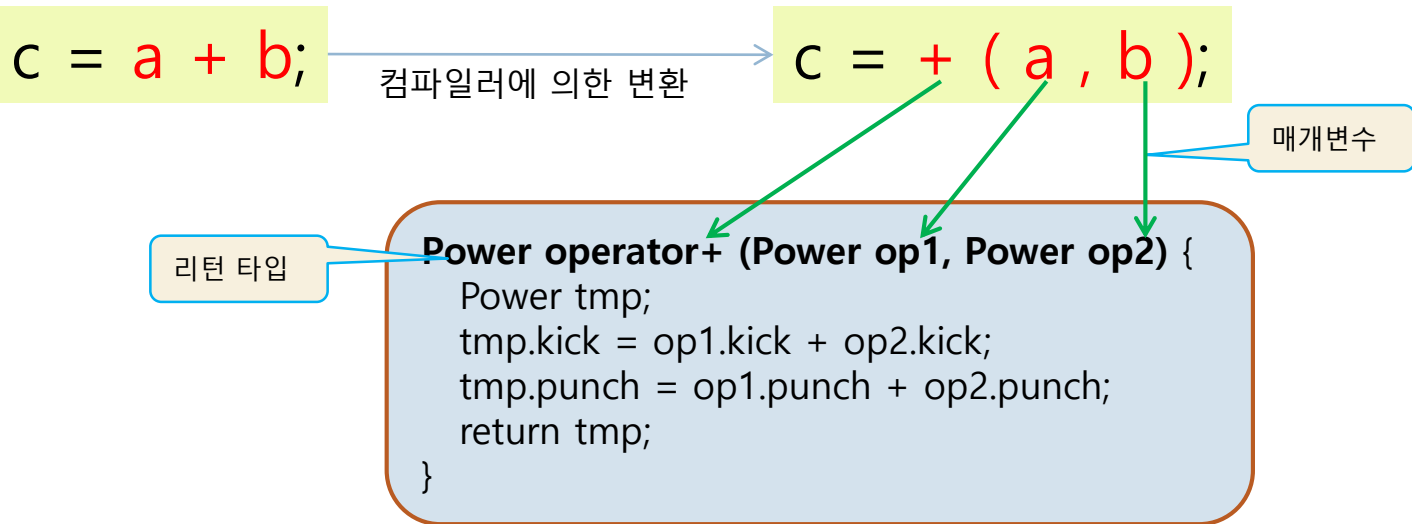 c = a + b;
컴파일러에 의한 변환
c = + ( a , b );
매개변수
리턴 타입
Power operator+ (Power op1, Power op2) {
Power tmp;
tmp.kick = op1.kick + op2.kick;
tmp.punch = op1.punch + op2.punch;
return tmp;
}